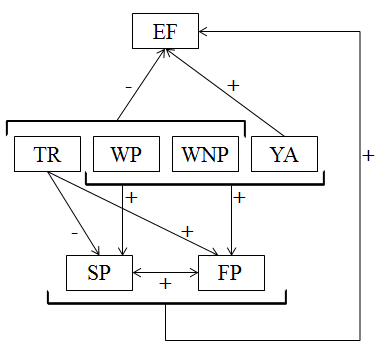 EF
- +
TR WP WNP YA
+
+ +
- +
SP FP
+